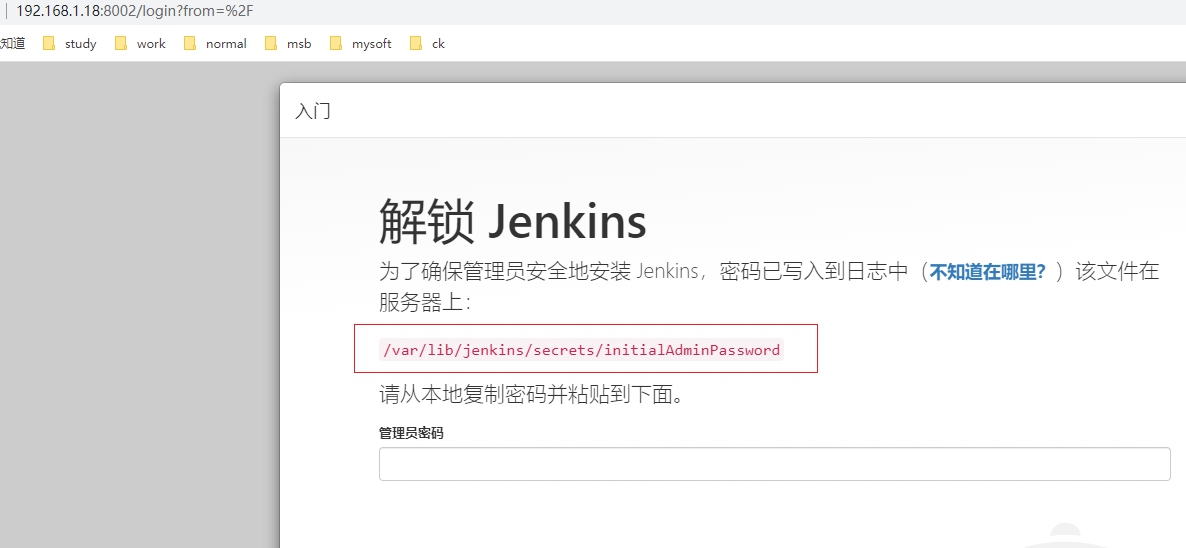 192.168.1.18:8002/login?from=%2F
知道 study work normal msb mysoft ck
入门
解锁 Jenkins
为了确保管理员安全地安装 Jenkins，密码已写入到日志中（不知道在哪里？）该文件在
服务器上：
/var/lib/jenkins/secrets/initialAdminPassword
请从本地复制密码并粘贴到下面。
管理员密码